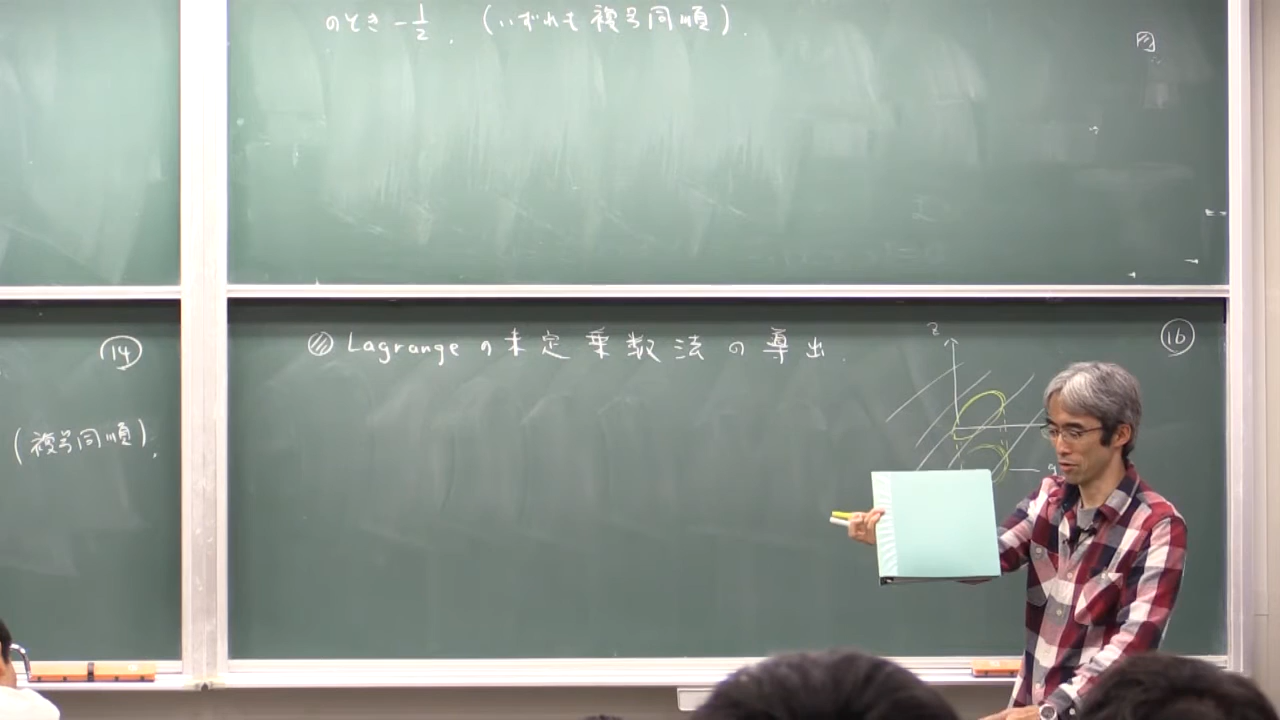 のとき -1/2. (いずれも複号同順).
図
⑭
(複号同順).
Lagrange の未定乗数法の導出.
⑯
z